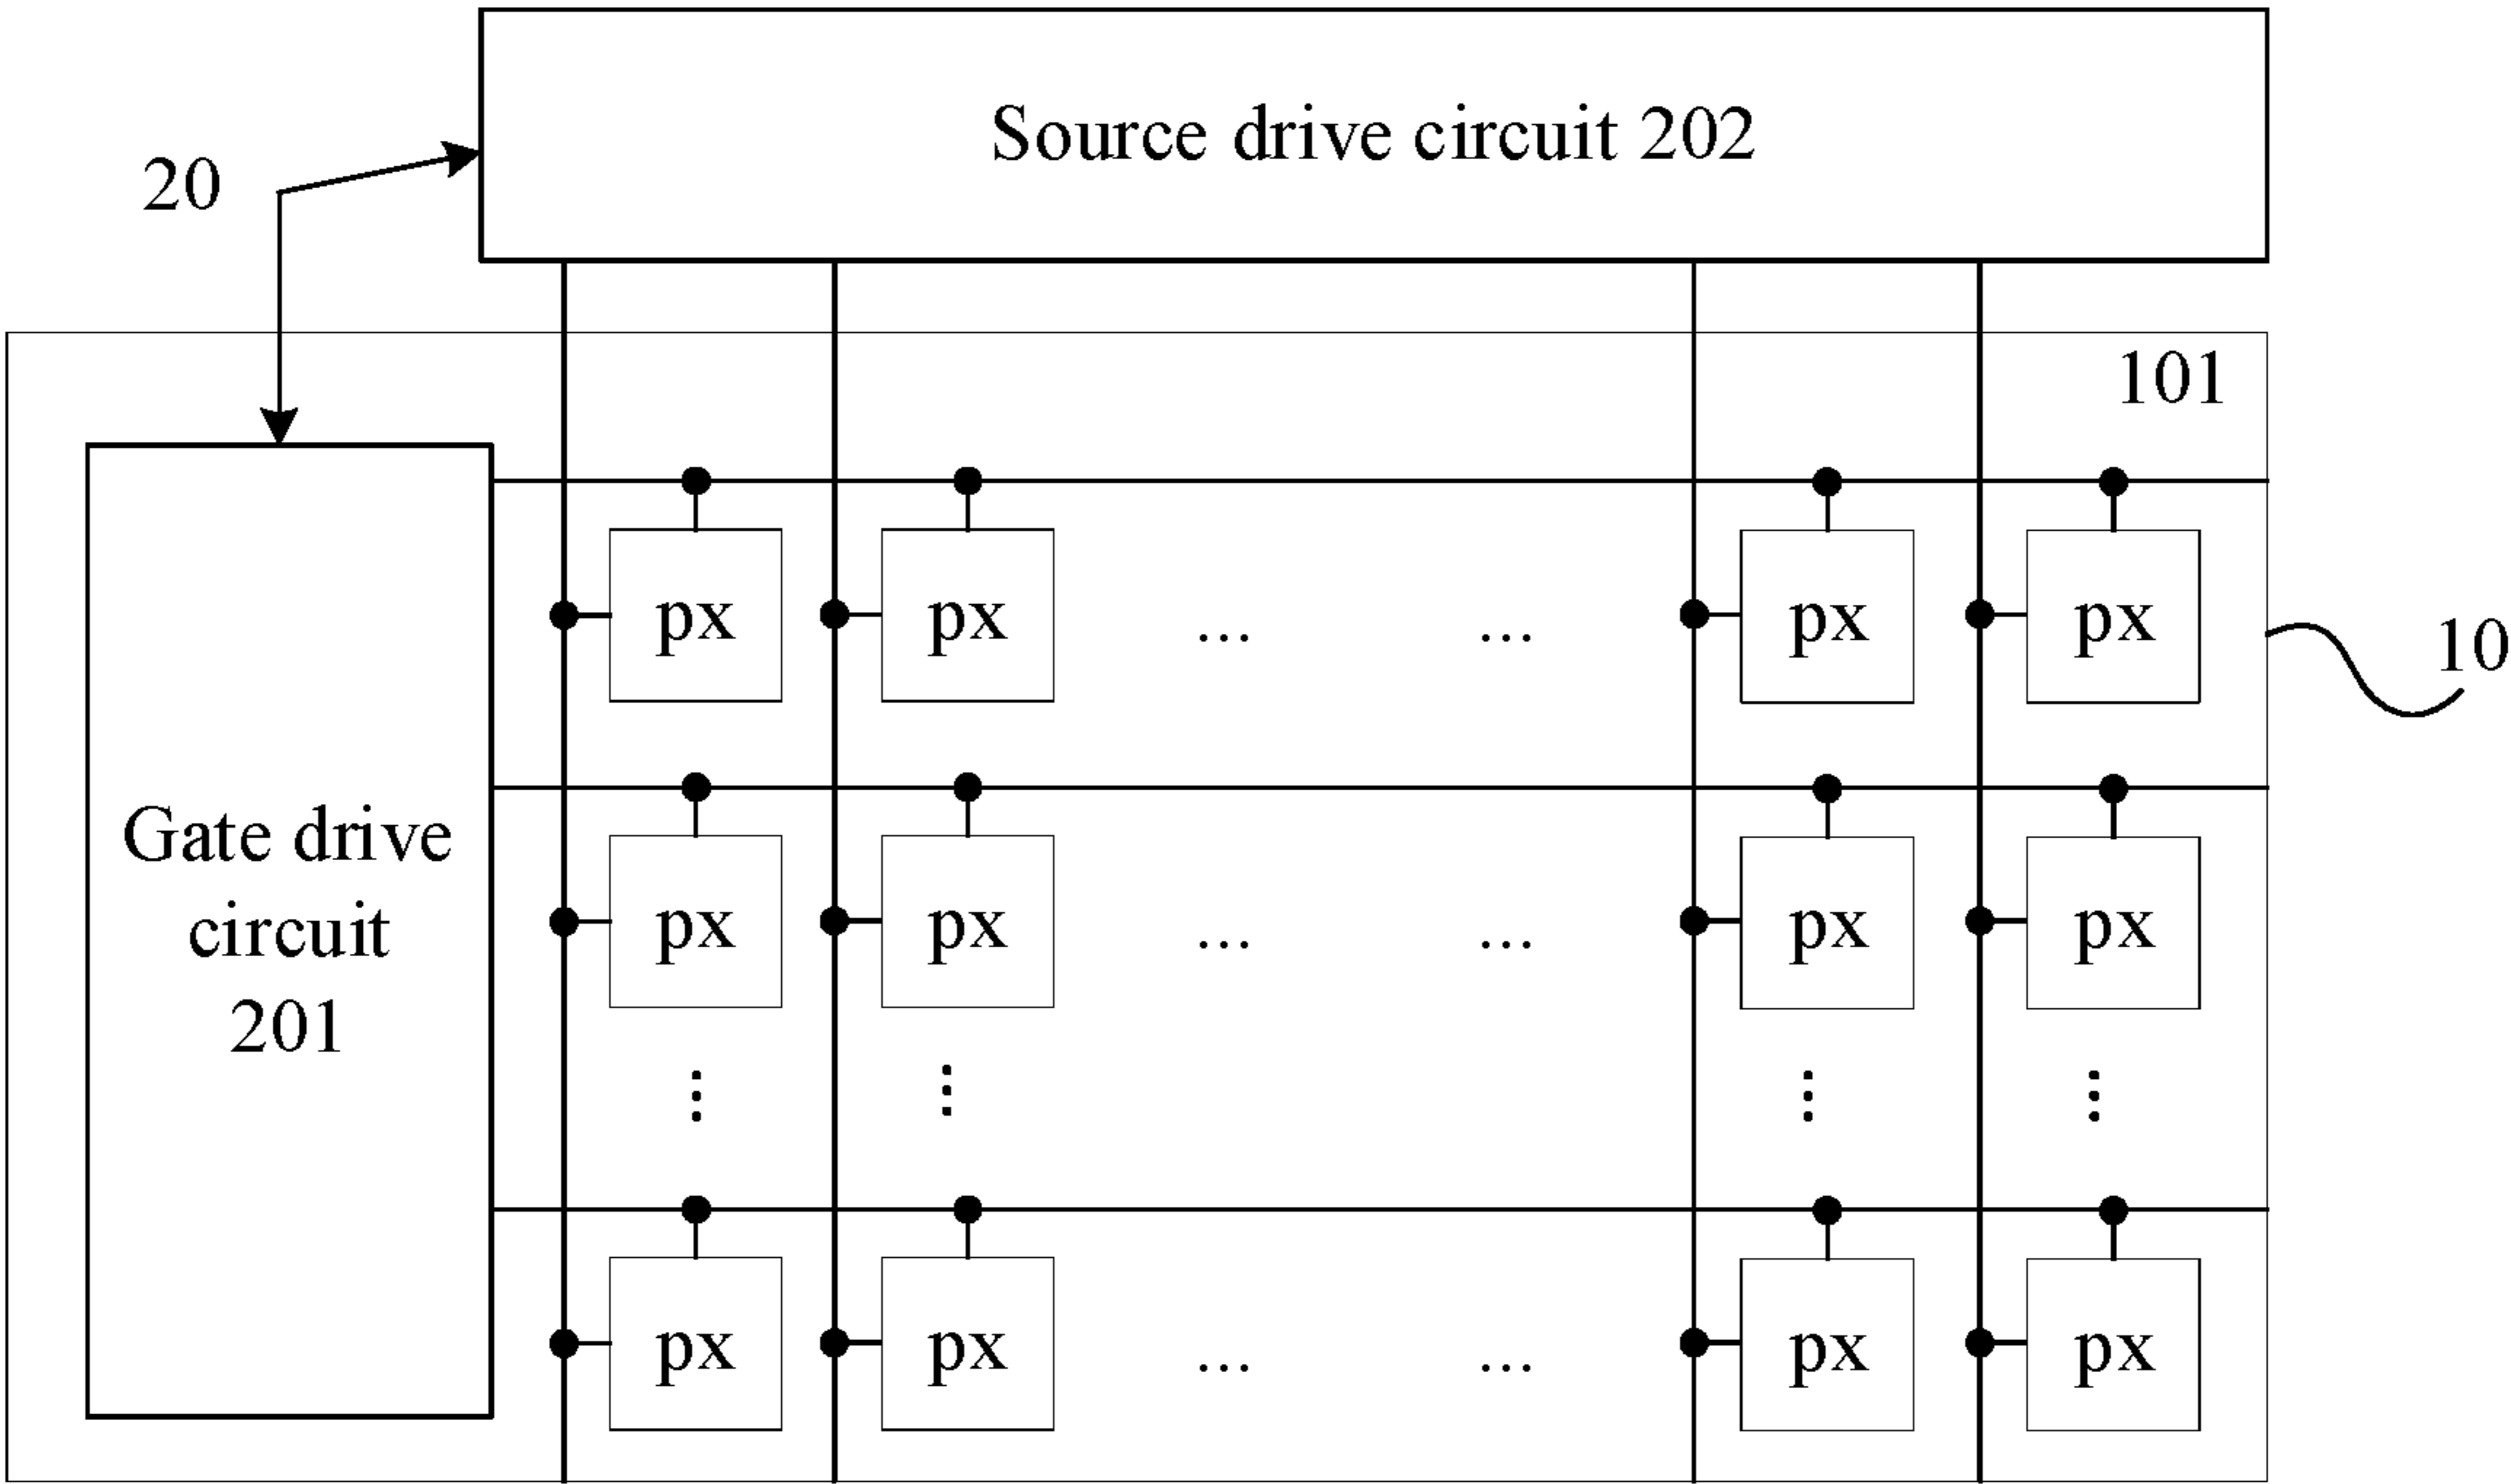 Source drive circuit 202
20
101
px px ... ... px px
10
Gate drive
circuit
201
px px ... ... px px
⋮ ⋮ ⋮ ⋮
px px ... ... px px